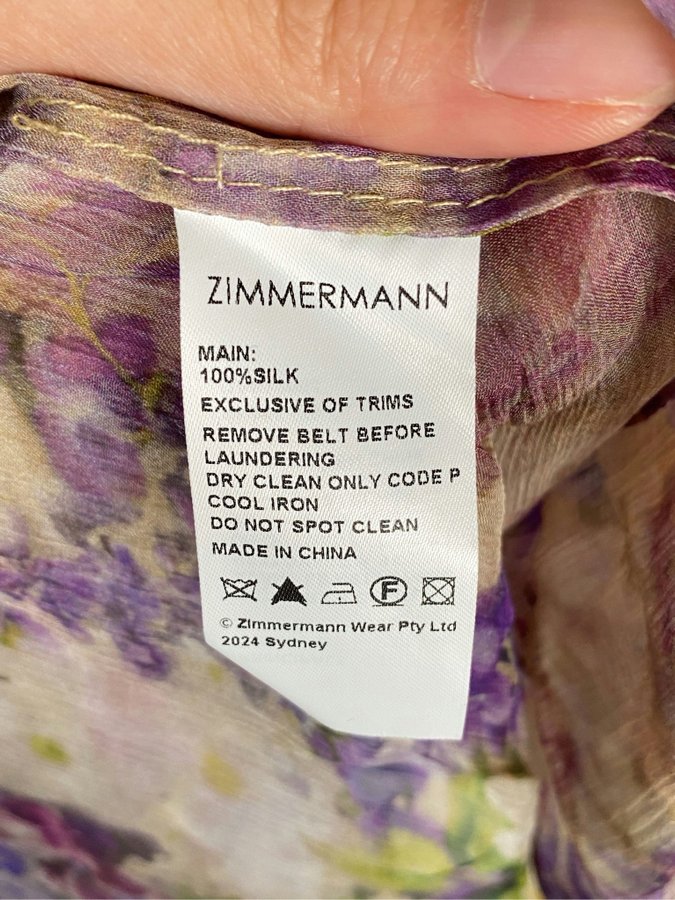 ZIMMERMANN
MAIN:
100%SILK
EXCLUSIVE OF TRIMS
REMOVE BELT BEFORE
LAUNDERING
DRY CLEAN ONLY CODE P
COOL IRON
DO NOT SPOT CLEAN
MADE IN CHINA
F
© Zimmermann Wear Pty Ltd
2024 Sydney